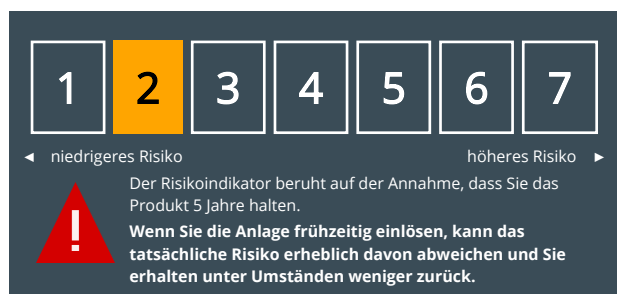 1 2 3 4 5 6 7
◄ niedrigeres Risiko höheres Risiko ►
Der Risikoindikator beruht auf der Annahme, dass Sie das
Produkt 5 Jahre halten.
!
Wenn Sie die Anlage frühzeitig einlösen, kann das
tatsächliche Risiko erheblich davon abweichen und Sie
erhalten unter Umständen weniger zurück.